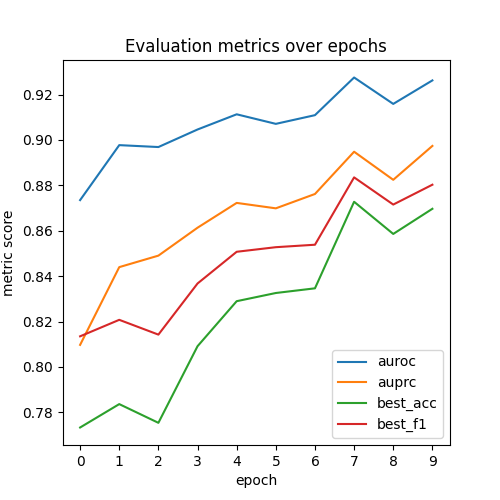 Evaluation metrics over epochs
metric score
0.92
0.90
0.88
0.86
0.84
0.82
0.80
0.78
auroc
auprc
best_acc
best_f1
0 1 2 3 4 5 6 7 8 9
epoch